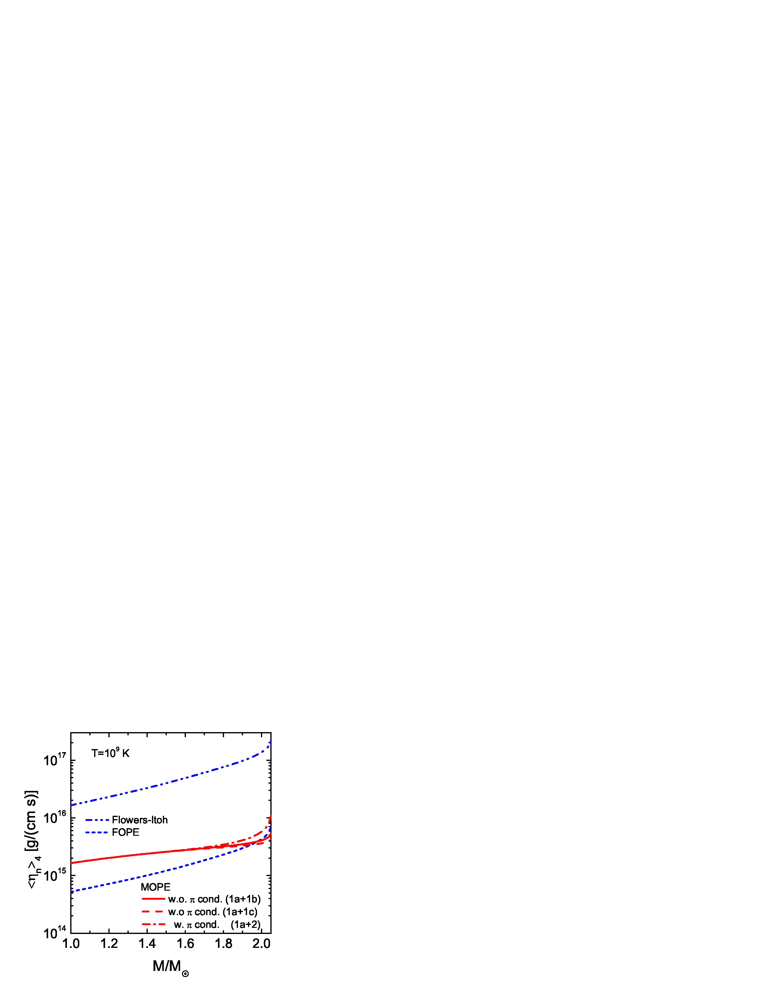 T=10⁹ K
10¹⁷
10¹⁶
10¹⁵
10¹⁴
<η_n>_4 [g/(cm s)]
Flowers-Itoh
FOPE
MOPE
w.o. π cond. (1a+1b)
w.o π cond. (1a+1c)
w. π cond. (1a+2)
1.0 1.2 1.4 1.6 1.8 2.0
M/M_⊙